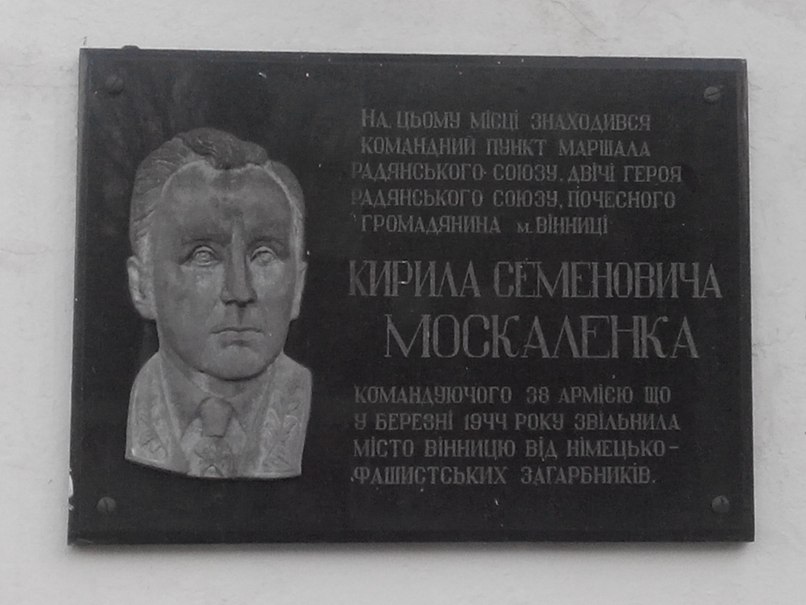 На цьому місці знаходився
командний пункт маршала
Радянського Союзу, двічі Героя
Радянського Союзу, почесного
громадянина м. Вінниці
Кирила Семеновича
Москаленка
командуючого 38 армією що
у березні 1944 року звільнила
місто Вінницю від німецько-
фашистських загарбників.